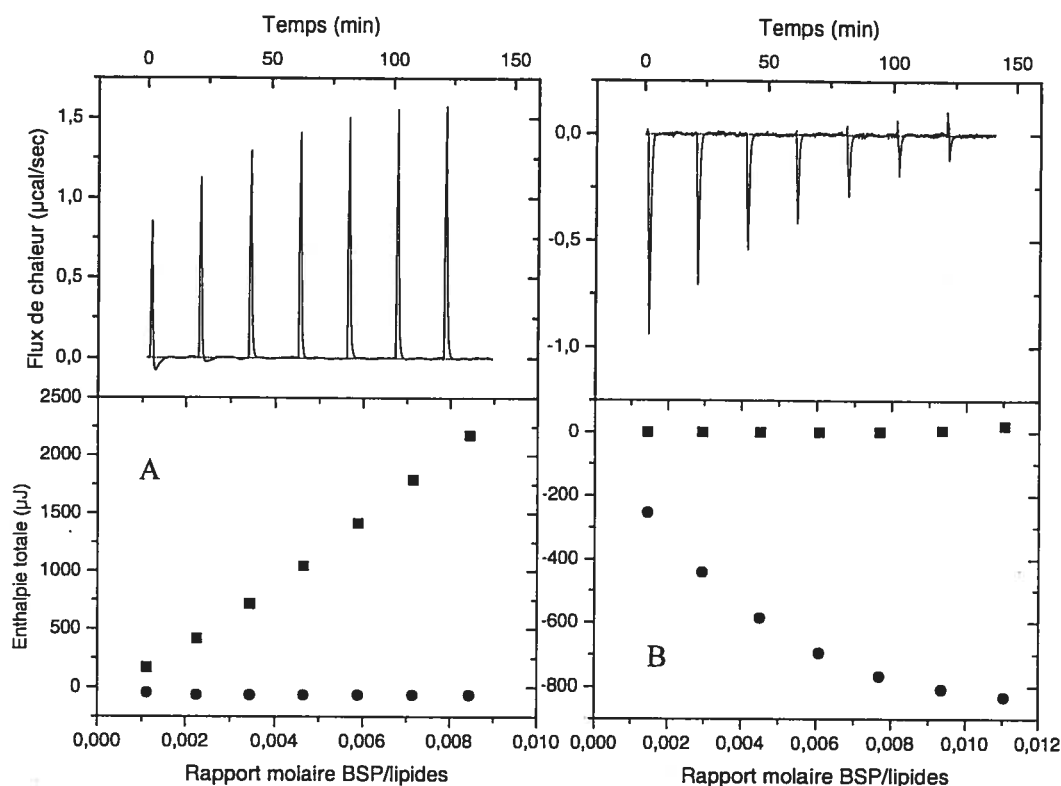 Temps (min)
0 50 100 150
Flux de chaleur (µcal/sec)
1,5
1,0
0,5
0,0
2500
2000
1500
1000
500
0
Enthalpie totale (µJ)
A
0,000 0,002 0,004 0,006 0,008 0,010
Rapport molaire BSP/lipides
Temps (min)
0 50 100 150
0,0
-0,5
-1,0
0
-200
-400
-600
-800
B
0,000 0,002 0,004 0,006 0,008 0,010 0,012
Rapport molaire BSP/lipides